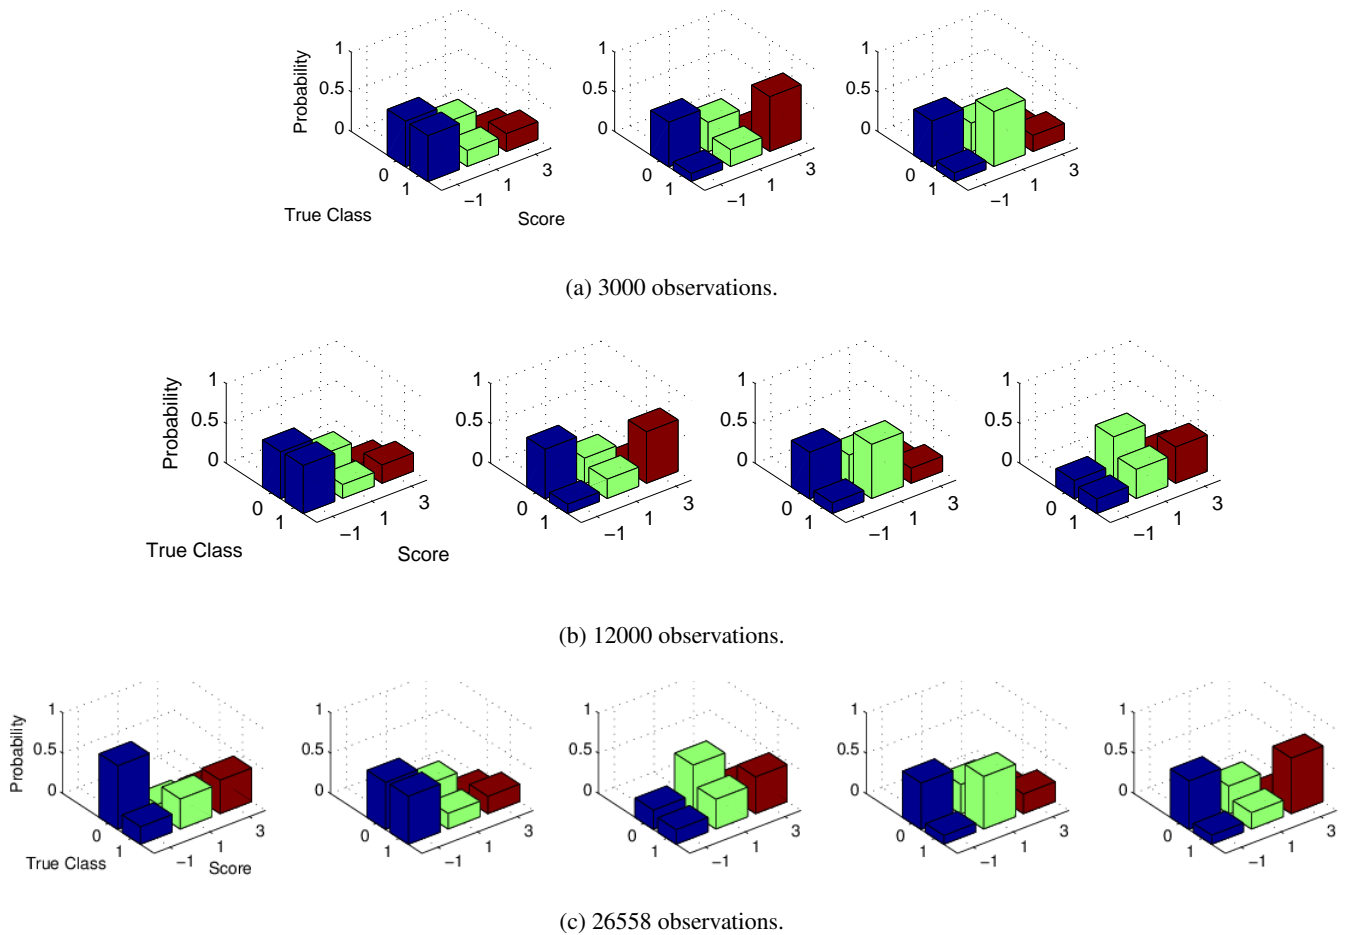 1 1 1
Probability
0.5 0.5 0.5
0 0 0
0 1 −1 1 3
0 1 −1 1 3
0 1 −1 1 3
True Class Score
(a) 3000 observations.
1 1 1 1
Probability
0.5 0.5 0.5 0.5
0 0 0 0
0 1 −1 1 3
0 1 −1 1 3
0 1 −1 1 3
0 1 −1 1 3
True Class Score
(b) 12000 observations.
1 1 1 1 1
Probability
0.5 0.5 0.5 0.5 0.5
0 0 0 0 0
0 1 −1 1 3
0 1 −1 1 3
0 1 −1 1 3
0 1 −1 1 3
0 1 −1 1 3
True Class Score
(c) 26558 observations.